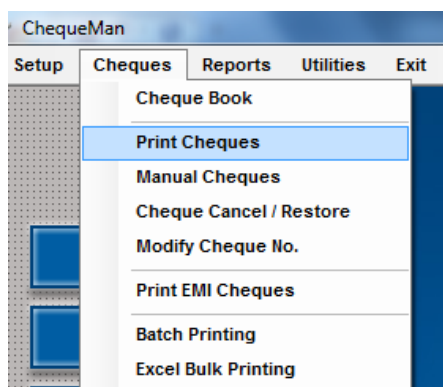 ChequeMan
Setup Cheques Reports Utilities Exit
Cheque Book
Print Cheques
Manual Cheques
Cheque Cancel / Restore
Modify Cheque No.
Print EMI Cheques
Batch Printing
Excel Bulk Printing